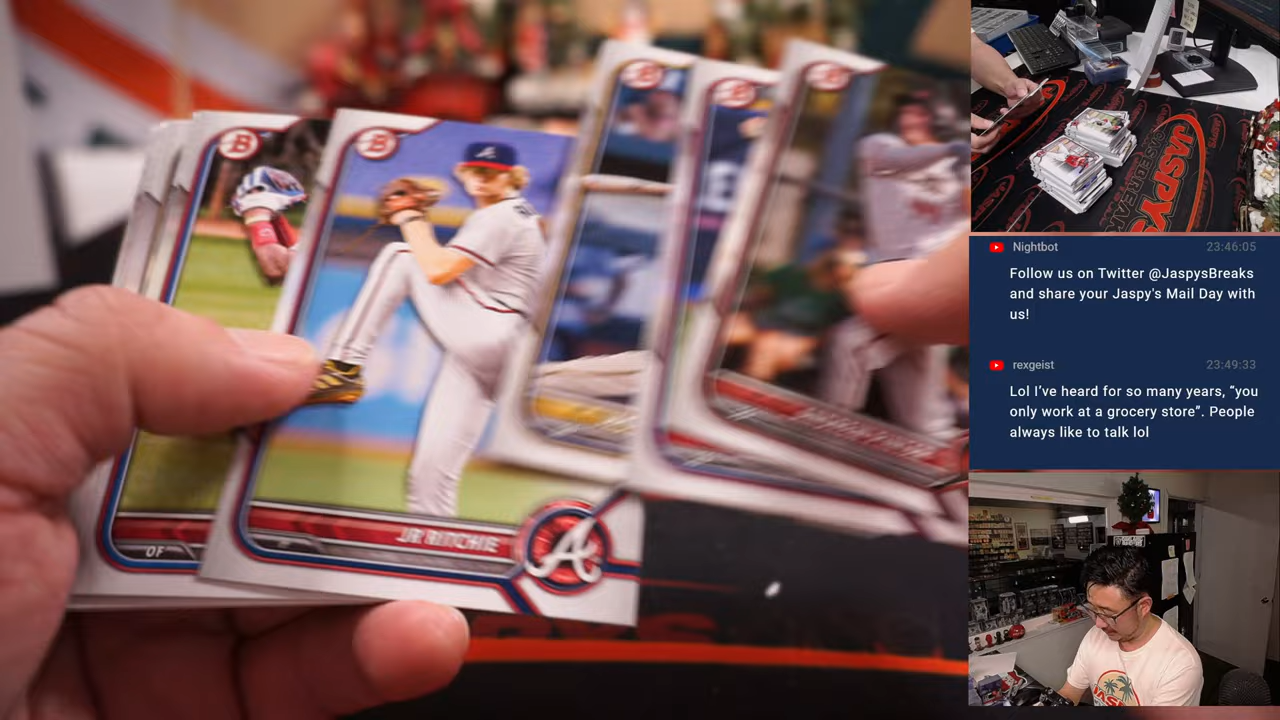 B
B
B
B
B
JR RITCHIE
A
OF
JASPYS
Nightbot
23:46:05
Follow us on Twitter @JaspysBreaks
and share your Jaspy's Mail Day with
us!
rexgeist
23:49:33
Lol I've heard for so many years, "you
only work at a grocery store". People
always like to talk lol